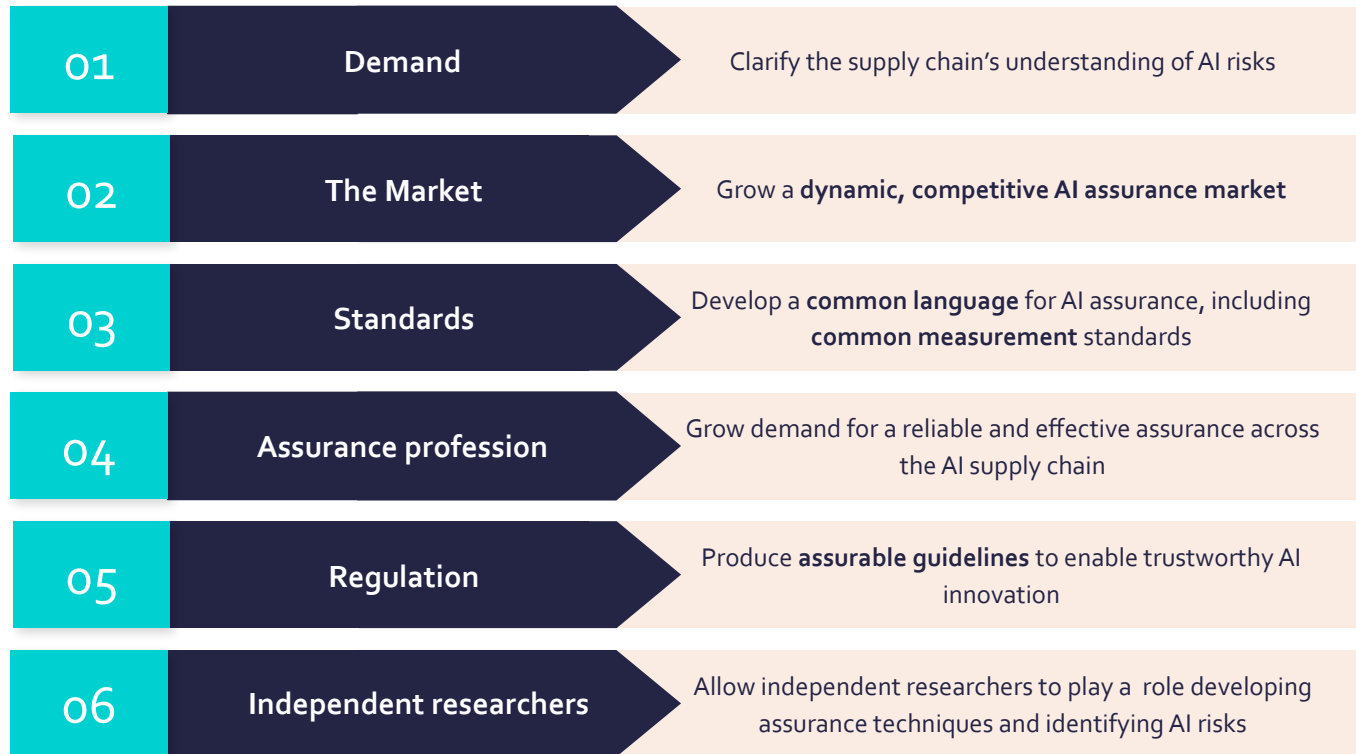 01
Demand
Clarify the supply chain's understanding of AI risks
02
The Market
Grow a dynamic, competitive AI assurance market
03
Standards
Develop a common language for AI assurance, including
common measurement standards
04
Assurance profession
Grow demand for a reliable and effective assurance across
the AI supply chain
05
Regulation
Produce assurable guidelines to enable trustworthy AI
innovation
06
Independent researchers
Allow independent researchers to play a  role developing
assurance techniques and identifying AI risks